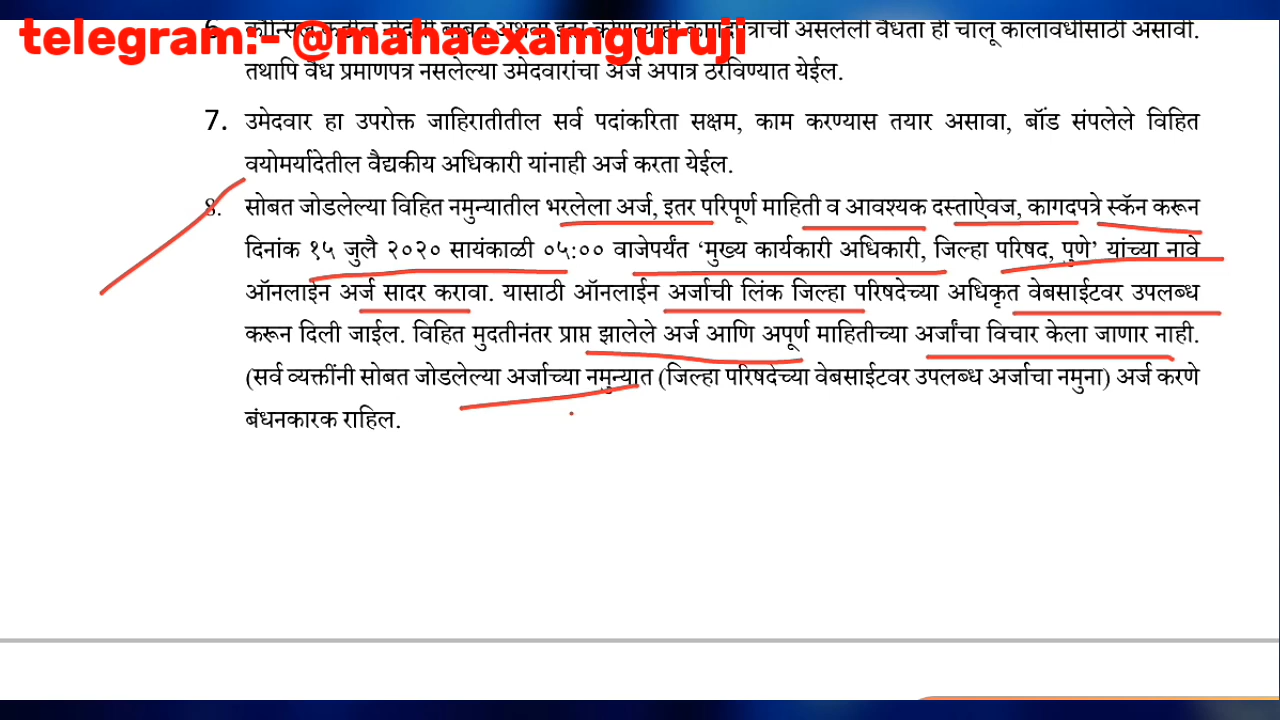 telegram:- @mahaexamguruji
त्राची असलेली वैधता ही चालू कालावधीसाठी असावी.
तथापि वैध प्रमाणपत्र नसलेल्या उमेदवारांचा अर्ज अपात्र ठरविण्यात येईल.
7. उमेदवार हा उपरोक्त जाहिरातीतील सर्व पदांकरिता सक्षम, काम करण्यास तयार असावा, बॉंड संपलेले विहित
वयोमर्यादेतील वैद्यकीय अधिकारी यांनाही अर्ज करता येईल.
8. सोबत जोडलेल्या विहित नमुन्यातील भरलेला अर्ज, इतर परिपूर्ण माहिती व आवश्यक दस्ताऐवज, कागदपत्रे स्कॅन करून
दिनांक १५ जुलै २०२० सायंकाळी ०५:०० वाजेपर्यंत ‘मुख्य कार्यकारी अधिकारी, जिल्हा परिषद, पुणे’ यांच्या नावे
ऑनलाईन अर्ज सादर करावा. यासाठी ऑनलाईन अर्जाची लिंक जिल्हा परिषदेच्या अधिकृत वेबसाईटवर उपलब्ध
करून दिली जाईल. विहित मुदतीनंतर प्राप्त झालेले अर्ज आणि अपूर्ण माहितीच्या अर्जांचा विचार केला जाणार नाही.
(सर्व व्यक्तींनी सोबत जोडलेल्या अर्जाच्या नमुन्यात (जिल्हा परिषदेच्या वेबसाईटवर उपलब्ध अर्जाचा नमुना) अर्ज करणे
बंधनकारक राहिल.